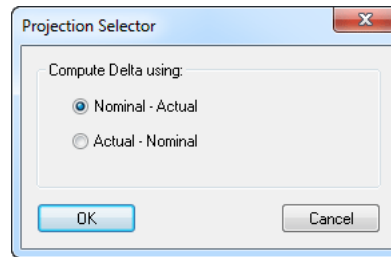 Projection Selector
Compute Delta using:
Nominal - Actual
Actual - Nominal
OK
Cancel